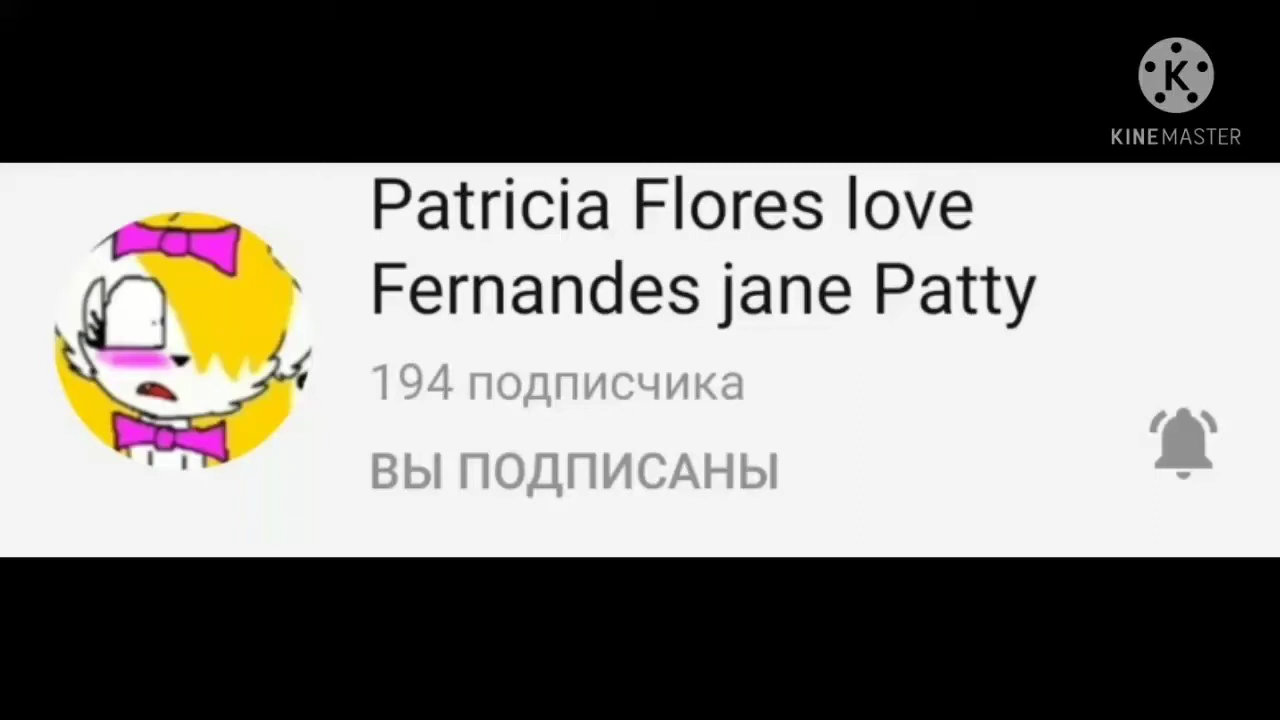 K
KINEMASTER
Patricia Flores love
Fernandes jane Patty
194 подписчика
ВЫ ПОДПИСАНЫ